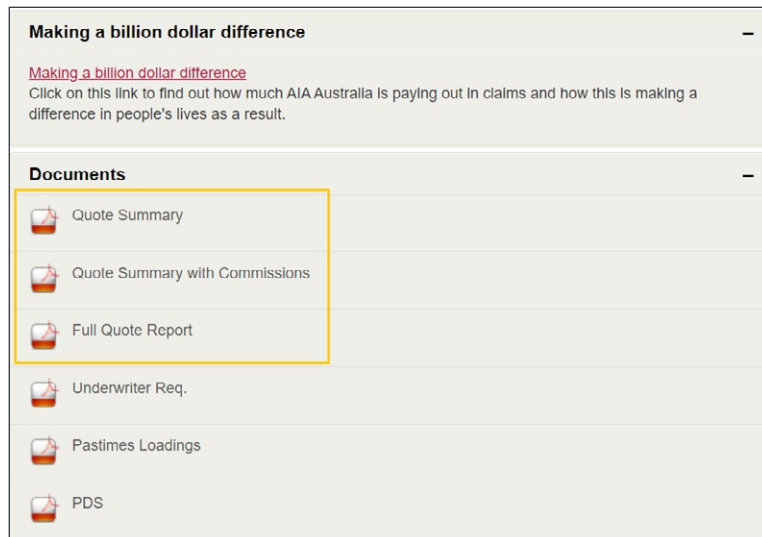 Making a billion dollar difference
Making a billion dollar difference
Click on this link to find out how much AIA Australia is paying out in claims and how this is making a
difference in people's lives as a result.
Documents
Quote Summary
Quote Summary with Commissions
Full Quote Report
Underwriter Req.
Pastimes Loadings
PDS